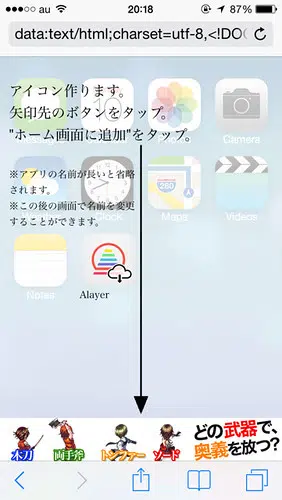 au 20:18 87%
data:text/html;charset=utf-8,<!DOC
アイコン作ります。
矢印先のボタンをタップ。
"ホーム画面に追加"をタップ。
10
Camera
※アプリの名前が長いと省略
されます。
※この後の画面で名前を変更
することができます。
280
Clock
Maps
Videos
Notes
Alayer
木刀
両手斧
トンファー
ソード
どの武器で、
奥義を放つ?